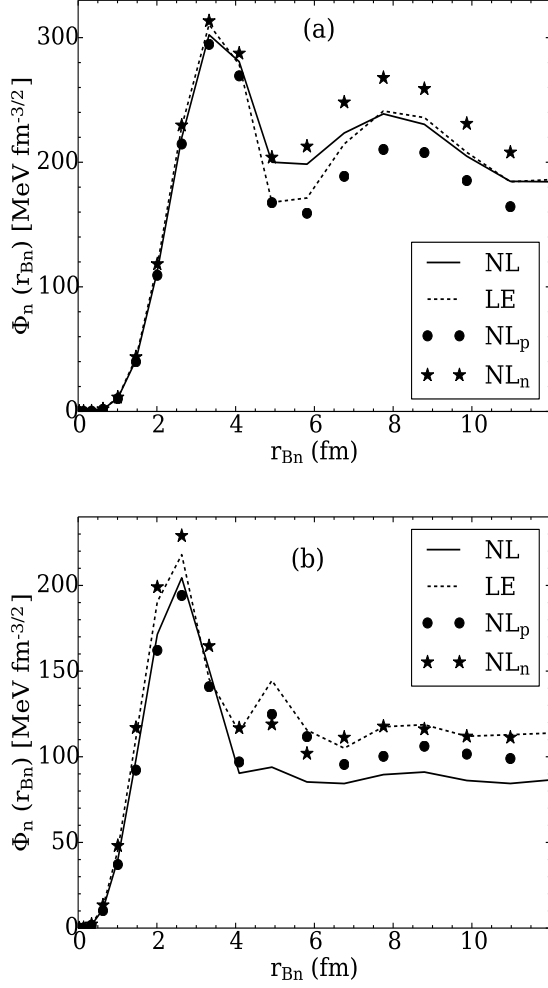 (a)
300
200
100
0
Φn (rBn) [MeV fm-3/2]
NL
LE
NLp
NLn
0 2 4 6 8 10
rBn (fm)
(b)
200
150
100
50
0
Φn (rBn) [MeV fm-3/2]
NL
LE
NLp
NLn
0 2 4 6 8 10
rBn (fm)